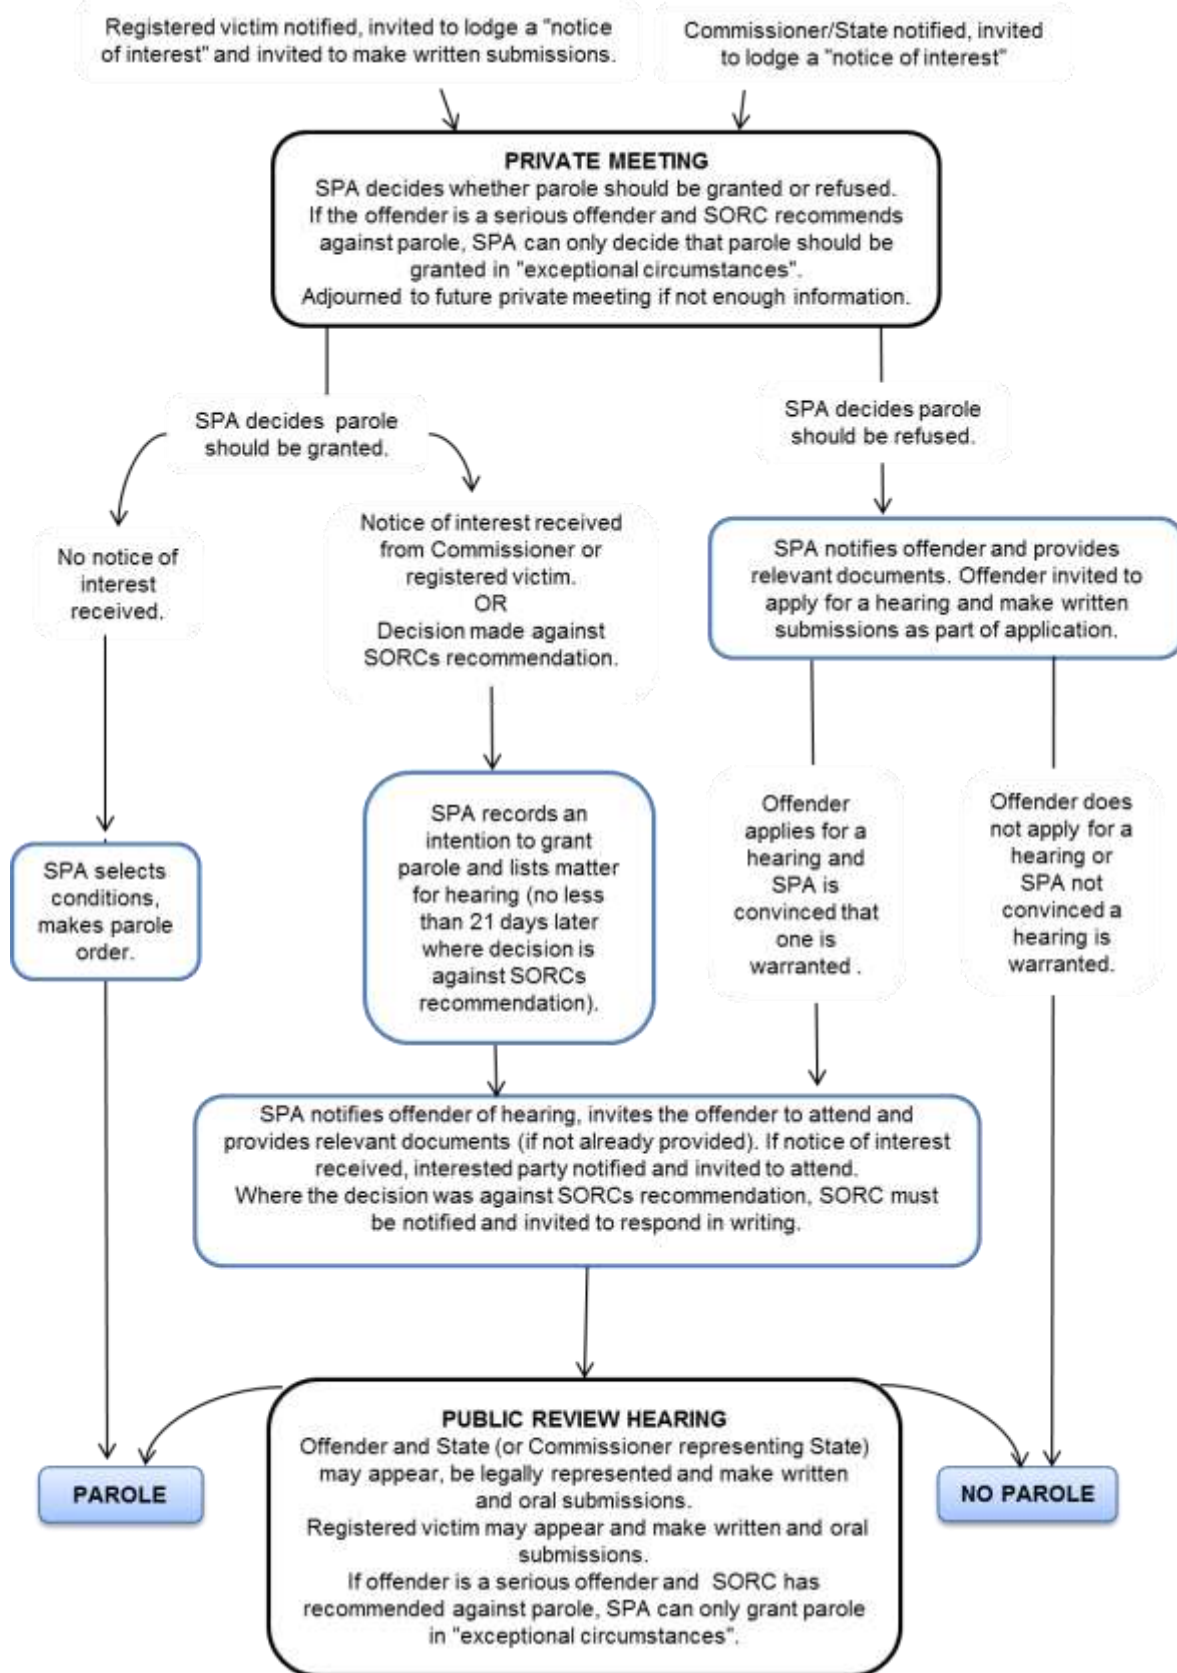 Registered victim notified, invited to lodge a "notice
of interest" and invited to make written submissions.
Commissioner/State notified, invited
to lodge a "notice of interest"
PRIVATE MEETING
SPA decides whether parole should be granted or refused.
If the offender is a serious offender and SORC recommends
against parole, SPA can only decide that parole should be
granted in "exceptional circumstances".
Adjourned to future private meeting if not enough information.
SPA decides parole
should be granted.
SPA decides parole
should be refused.
No notice of
interest
received.
Notice of interest received
from Commissioner or
registered victim.
OR
Decision made against
SORCs recommendation.
SPA notifies offender and provides
relevant documents. Offender invited to
apply for a hearing and make written
submissions as part of application.
SPA selects
conditions,
makes parole
order.
SPA records an
intention to grant
parole and lists matter
for hearing (no less
than 21 days later
where decision is
against SORCs
recommendation).
Offender
applies for a
hearing and
SPA is
convinced that
one is
warranted .
Offender does
not apply for a
hearing or
SPA not
convinced a
hearing is
warranted.
SPA notifies offender of hearing, invites the offender to attend and
provides relevant documents (if not already provided). If notice of interest
received, interested party notified and invited to attend.
Where the decision was against SORCs recommendation, SORC must
be notified and invited to respond in writing.
PAROLE
PUBLIC REVIEW HEARING
Offender and State (or Commissioner representing State)
may appear, be legally represented and make written
and oral submissions.
Registered victim may appear and make written and oral
submissions.
If offender is a serious offender and SORC has
recommended against parole, SPA can only grant parole
in "exceptional circumstances".
NO PAROLE